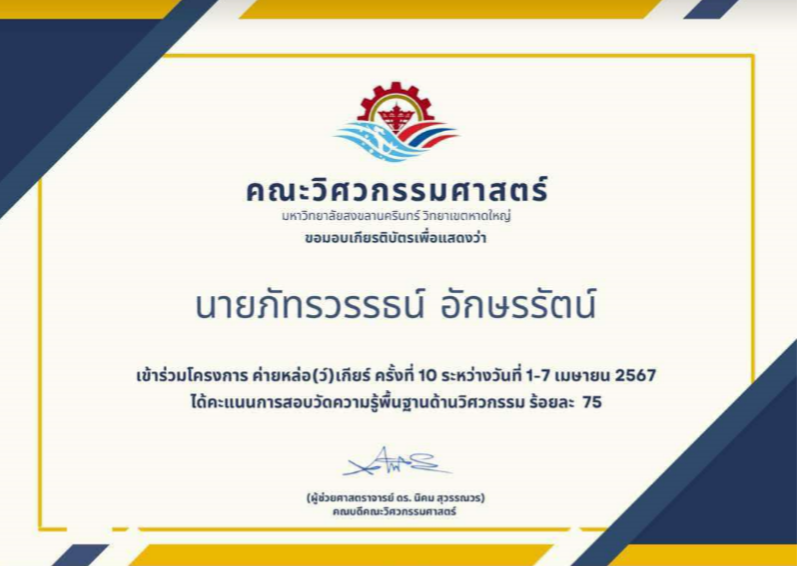 คณะวิศวกรรมศาสตร์
มหาวิทยาลัยสงขลานครินทร์ วิทยาเขตหาดใหญ่
ขอมอบเกียรติบัตรเพื่อแสดงว่า
นายภัทรวรรธน์ อักษรรัตน์
เข้าร่วมโครงการ ค่ายหล่อ(ว์)เกียร์ ครั้งที่ 10 ระหว่างวันที่ 1-7 เมษายน 2567
ได้คะแนนการสอบวัดความรู้พื้นฐานด้านวิศวกรรม ร้อยละ 75
(ผู้ช่วยศาสตราจารย์ ดร. นิคม สุวรรณวร)
คณบดีคณะวิศวกรรมศาสตร์